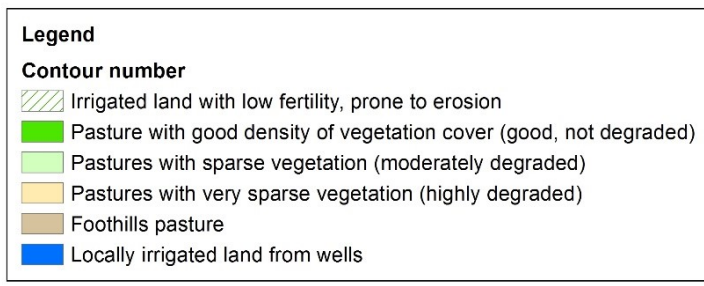 Legend
Contour number
Irrigated land with low fertility, prone to erosion
Pasture with good density of vegetation cover (good, not degraded)
Pastures with sparse vegetation (moderately degraded)
Pastures with very sparse vegetation (highly degraded)
Foothills pasture
Locally irrigated land from wells